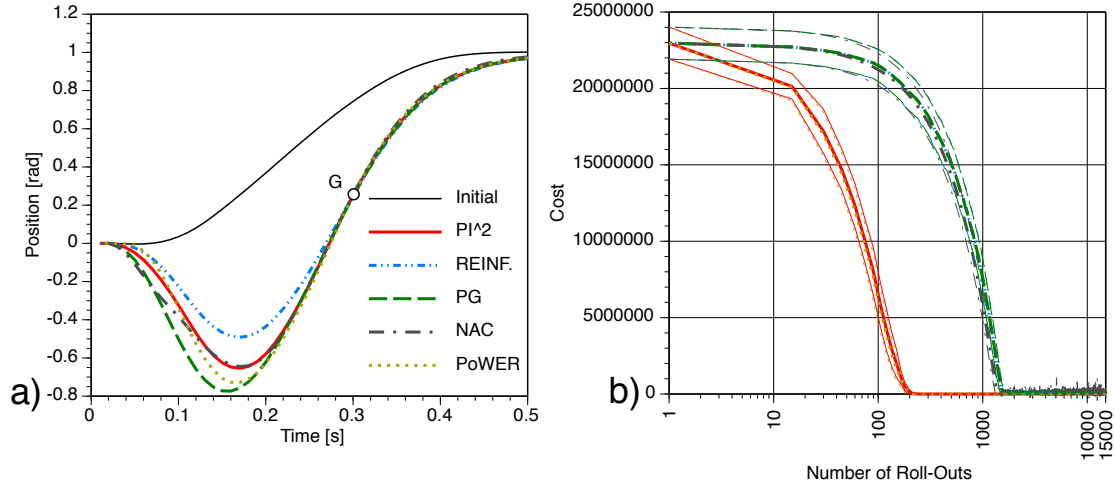 1.2
1
0.8
0.6
0.4
0.2
0
-0.2
-0.4
-0.6
-0.8
Position [rad]
0
0.1
0.2
0.3
0.4
0.5
Time [s]
G
Initial
PI^2
REINF.
PG
NAC
PoWER
a)
25000000
20000000
15000000
10000000
5000000
0
Cost
1
10
100
1000
10000
15000
Number of Roll-Outs
b)